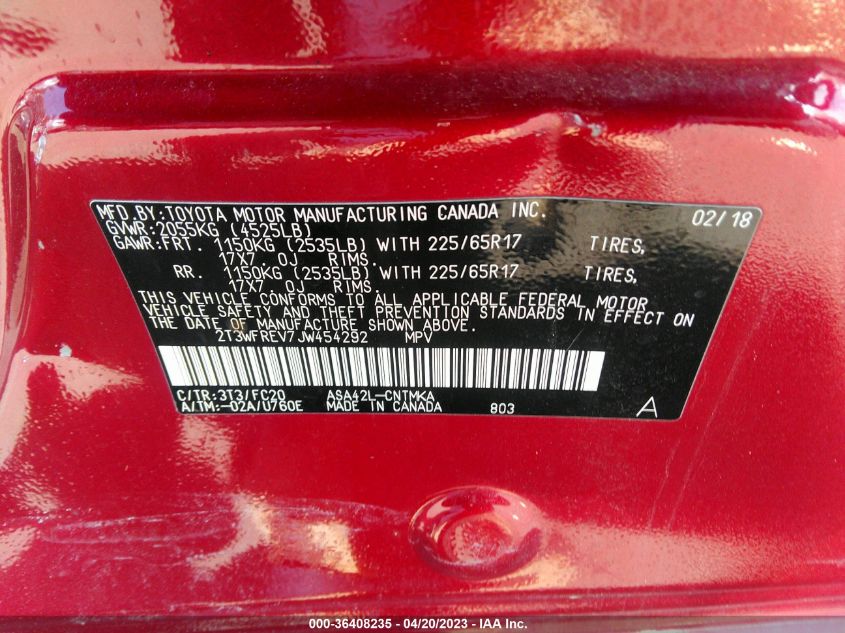 MFD.BY:TOYOTA MOTOR MANUFACTURING CANADA INC. 02/18
GVWR:2055KG (4525LB)
GAWR:FRT. 1150KG (2535LB) WITH 225/65R17 TIRES,
17X7.0J RIMS.
RR. 1150KG (2535LB) WITH 225/65R17 TIRES,
17X7.0J RIMS.
THIS VEHICLE CONFORMS TO ALL APPLICABLE FEDERAL MOTOR
VEHICLE SAFETY AND THEFT PREVENTION STANDARDS IN EFFECT ON
THE DATE OF MANUFACTURE SHOWN ABOVE.
2T3WFREV7JW454292 MPV
C/TR:3T3/FC20 ASA42L-CNTMKA
A/TM:-02A/U760E MADE IN CANADA 803 A
000-36408235 - 04/20/2023 - IAA Inc.